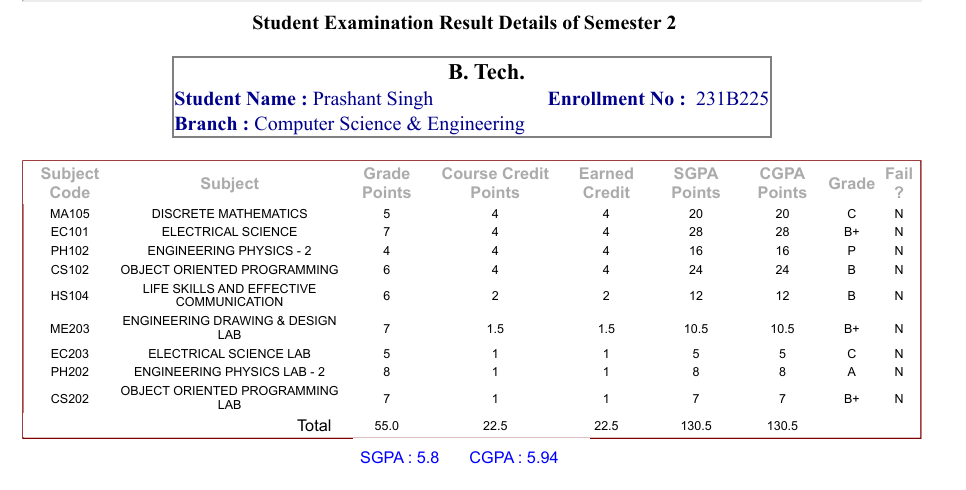 Student Examination Result Details of Semester 2
B. Tech.
Student Name : Prashant Singh Enrollment No : 231B225
Branch : Computer Science & Engineering
Subject Code Subject Grade Points Course Credit Points Earned Credit SGPA Points CGPA Points Grade Fail ?
MA105 DISCRETE MATHEMATICS 5 4 4 20 20 C N
EC101 ELECTRICAL SCIENCE 7 4 4 28 28 B+ N
PH102 ENGINEERING PHYSICS - 2 4 4 4 16 16 P N
CS102 OBJECT ORIENTED PROGRAMMING 6 4 4 24 24 B N
HS104 LIFE SKILLS AND EFFECTIVE COMMUNICATION 6 2 2 12 12 B N
ME203 ENGINEERING DRAWING & DESIGN LAB 7 1.5 1.5 10.5 10.5 B+ N
EC203 ELECTRICAL SCIENCE LAB 5 1 1 5 5 C N
PH202 ENGINEERING PHYSICS LAB - 2 8 1 1 8 8 A N
CS202 OBJECT ORIENTED PROGRAMMING LAB 7 1 1 7 7 B+ N
Total 55.0 22.5 22.5 130.5 130.5
SGPA : 5.8 CGPA : 5.94